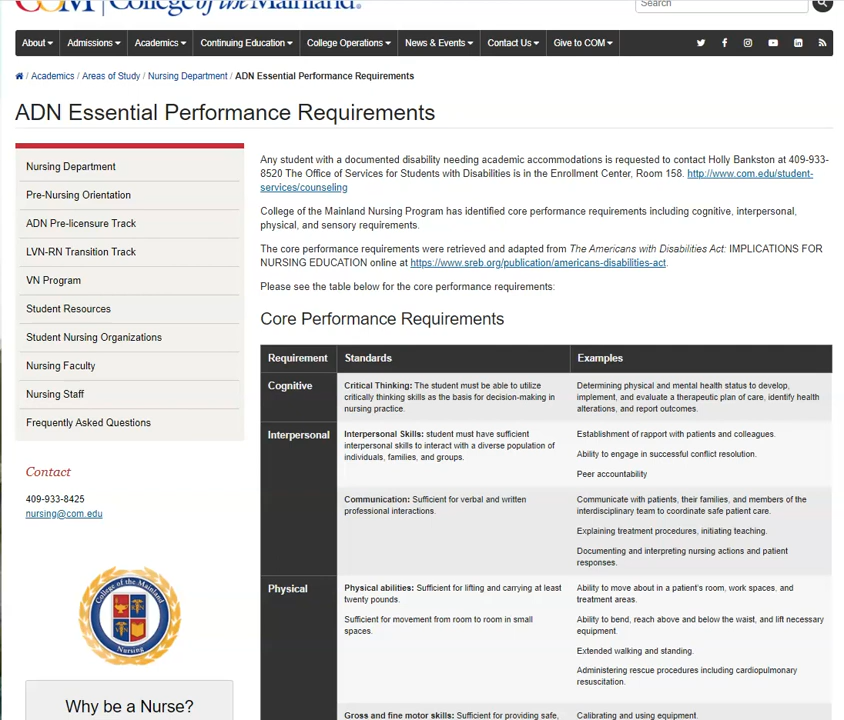 COM | College of the Mainland.
Search
About Admissions Academics Continuing Education College Operations News & Events Contact Us Give to COM
/ Academics / Areas of Study / Nursing Department / ADN Essential Performance Requirements
ADN Essential Performance Requirements
Nursing Department
Pre-Nursing Orientation
ADN Pre-licensure Track
LVN-RN Transition Track
VN Program
Student Resources
Student Nursing Organizations
Nursing Faculty
Nursing Staff
Frequently Asked Questions
Contact
409-933-8425
nursing@com.edu
College of the Mainland
Nursing
Why be a Nurse?
Any student with a documented disability needing academic accommodations is requested to contact Holly Bankston at 409-933-
8520 The Office of Services for Students with Disabilities is in the Enrollment Center, Room 158. http://www.com.edu/student-
services/counseling
College of the Mainland Nursing Program has identified core performance requirements including cognitive, interpersonal,
physical, and sensory requirements.
The core performance requirements were retrieved and adapted from The Americans with Disabilities Act: IMPLICATIONS FOR
NURSING EDUCATION online at https://www.sreb.org/publication/americans-disabilities-act.
Please see the table below for the core performance requirements:
Core Performance Requirements
Requirement Standards Examples
Cognitive
Critical Thinking: The student must be able to utilize
critically thinking skills as the basis for decision-making in
nursing practice.
Determining physical and mental health status to develop,
implement, and evaluate a therapeutic plan of care, identify health
alterations, and report outcomes.
Interpersonal
Interpersonal Skills: student must have sufficient
interpersonal skills to interact with a diverse population of
individuals, families, and groups.
Establishment of rapport with patients and colleagues.
Ability to engage in successful conflict resolution.
Peer accountability
Communication: Sufficient for verbal and written
professional interactions.
Communicate with patients, their families, and members of the
interdisciplinary team to coordinate safe patient care.
Explaining treatment procedures, initiating teaching.
Documenting and interpreting nursing actions and patient
responses.
Physical
Physical abilities: Sufficient for lifting and carrying at least
twenty pounds.
Sufficient for movement from room to room in small
spaces.
Ability to move about in a patient's room, work spaces, and
treatment areas.
Ability to bend, reach above and below the waist, and lift necessary
equipment.
Extended walking and standing.
Administering rescue procedures including cardiopulmonary
resuscitation.
Gross and fine motor skills: Sufficient for providing safe,
Calibrating and using equipment.